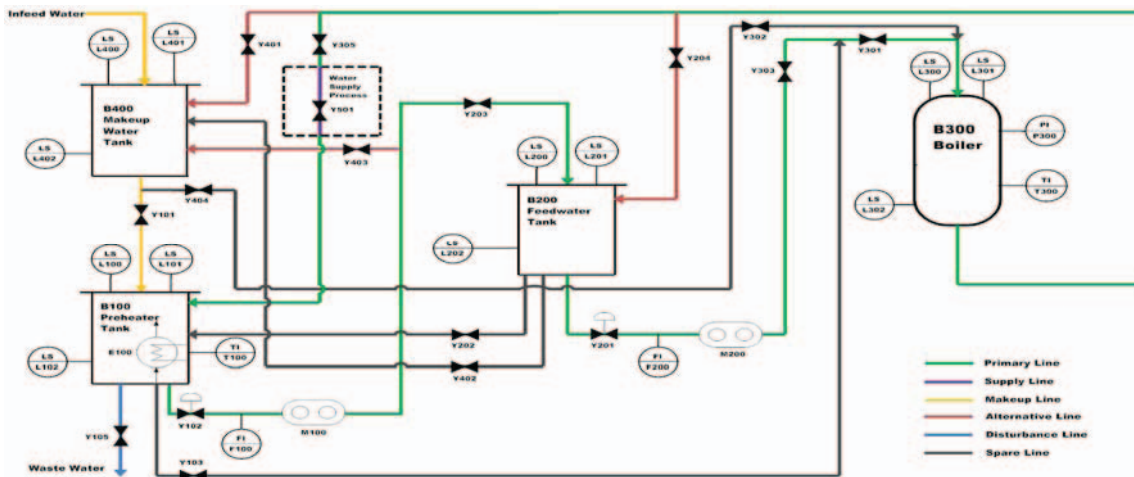 Infeed Water
LS
L400
LS
L401
Y401
Y305
Water
Supply
Process
Y501
Y204
Y302
Y303
Y301
LS
L300
LS
L301
B400
Makeup
Water
Tank
LS
L402
Y203
Y403
LS
L200
LS
L201
B300
Boiler
PI
P300
TI
T300
LS
L302
Y404
Y101
B200
Feedwater
Tank
LS
L202
LS
L100
LS
L101
B100
Preheater
Tank
E100
TI
T100
LS
L102
Y202
Y402
Y201
FI
F200
M200
Y102
FI
F100
M100
Y105
Y103
Waste Water
Primary Line
Supply Line
Makeup Line
Alternative Line
Disturbance Line
Spare Line